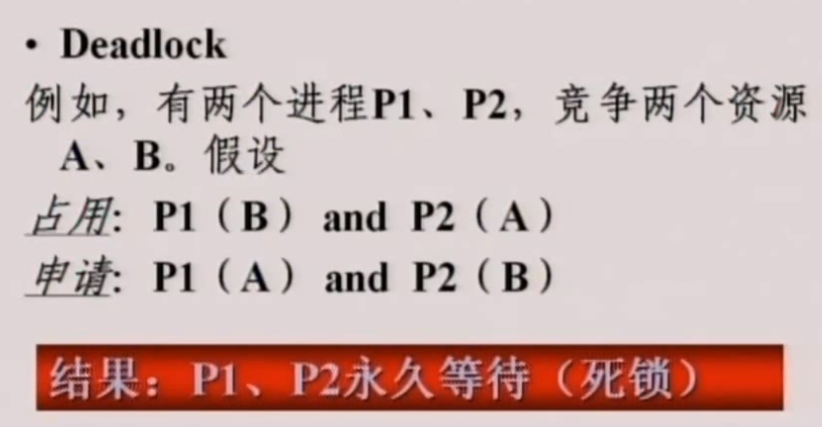 • Deadlock
例如，有两个进程P1、P2，竞争两个资源
A、B。假设
占用: P1（B） and P2（A）
申请: P1（A） and P2（B）
结果：P1、P2永久等待（死锁）